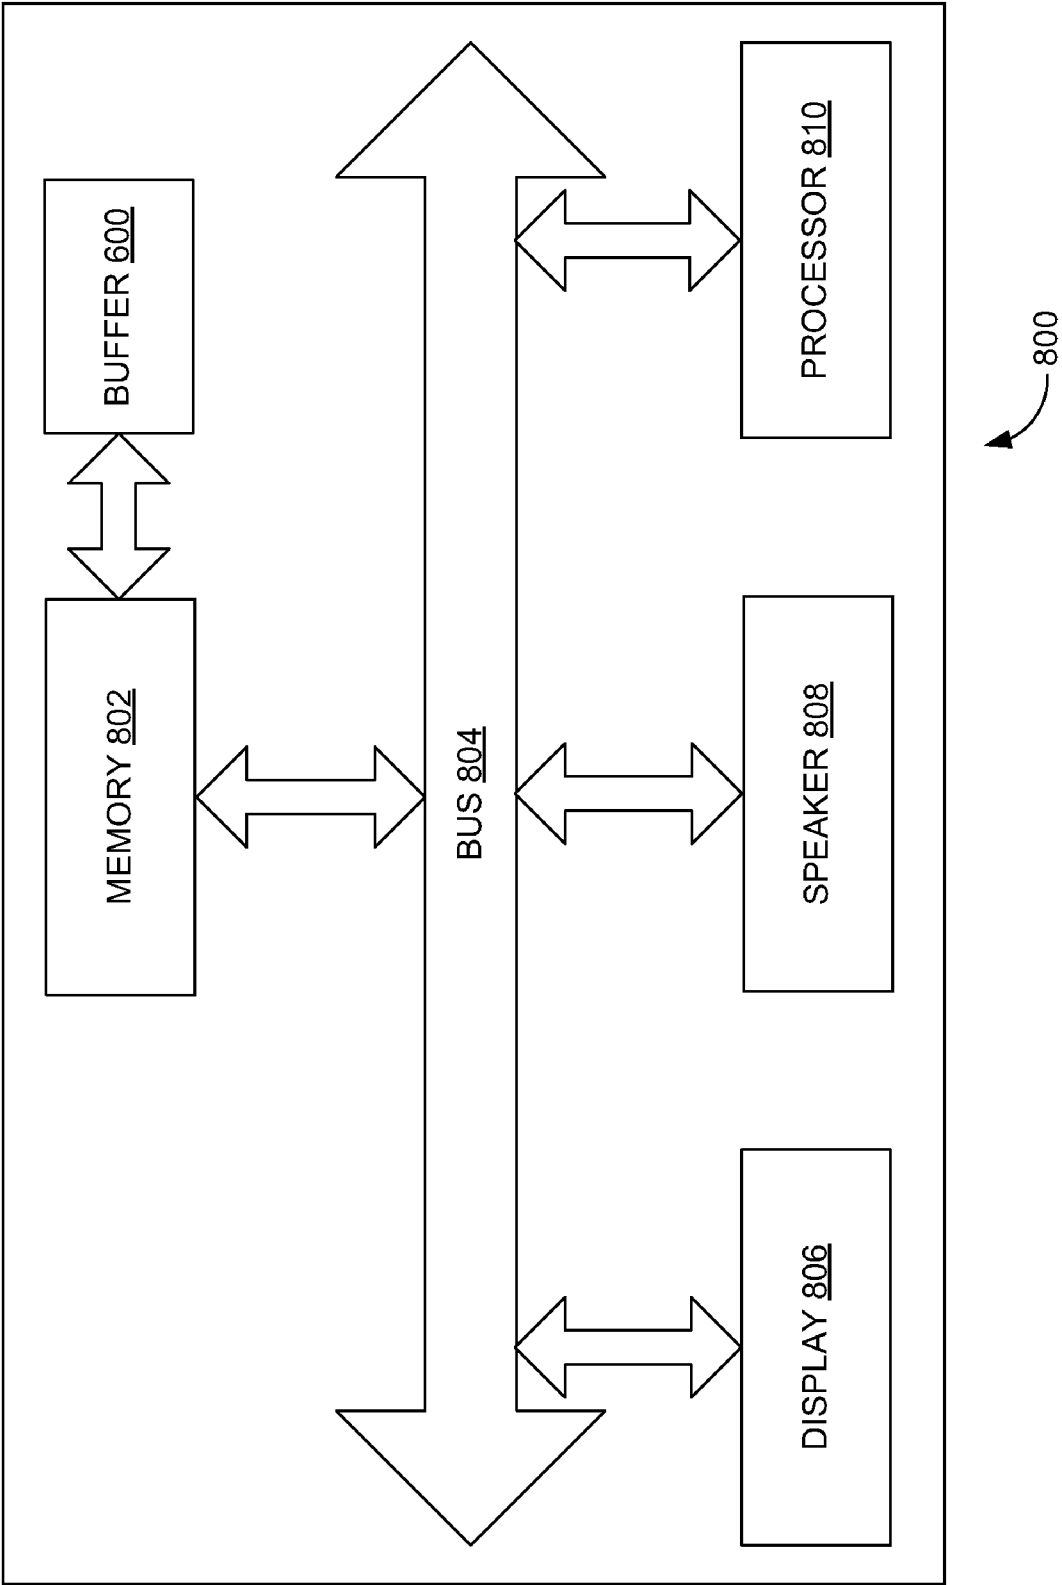 MEMORY 802
BUFFER 600
BUS 804
DISPLAY 806
SPEAKER 808
PROCESSOR 810
800